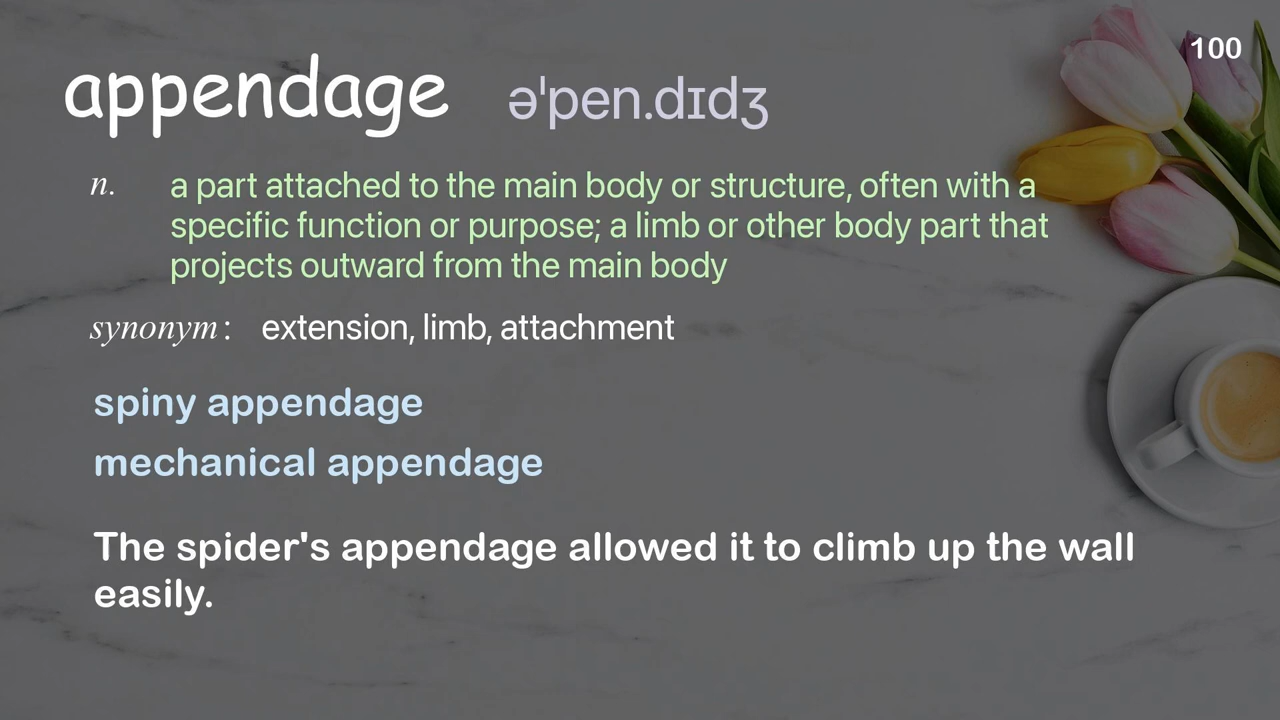 100
appendage əˈpen.dɪdʒ
n. a part attached to the main body or structure, often with a
specific function or purpose; a limb or other body part that
projects outward from the main body
synonym: extension, limb, attachment
spiny appendage
mechanical appendage
The spider's appendage allowed it to climb up the wall
easily.